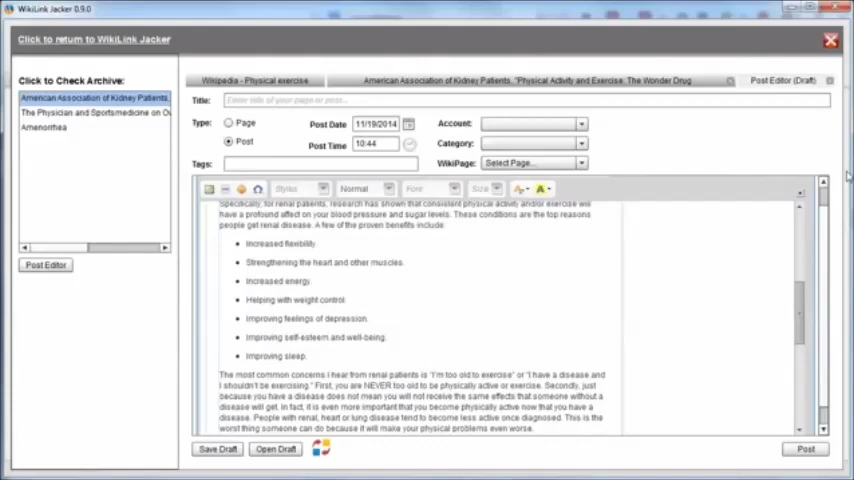 WikiLink Jacker 0.9.0
Click to return to WikiLink Jacker
Click to Check Archive:
American Association of Kidney Patients,
The Physician and Sportsmedicine on Ov
Amenorrhea
Post Editor
Wikipedia - Physical exercise
American Association of Kidney Patients, "Physical Activity and Exercise: The Wonder Drug
Post Editor (Draft)
Title:
Enter title of your page or post...
Type:
Page
Post Date
11/19/2014
Account:
Post
Post Time
10:44
Category:
Tags:
WikiPage:
Select Page...
Styles
Normal
Font
Size
Specifically, for renal patients, research has shown that consistent physical activity and/or exercise will
have a profound affect on your blood pressure and sugar levels. These conditions are the top reasons
people get renal disease. A few of the proven benefits include:
Increased flexibility.
Strengthening the heart and other muscles.
Increased energy.
Helping with weight control.
Improving feelings of depression.
Improving self-esteem and well-being.
Improving sleep.
The most common concerns I hear from renal patients is "I'm too old to exercise" or "I have a disease and
I shouldn't be exercising." First, you are NEVER too old to be physically active or exercise. Secondly, just
because you have a disease does not mean you will not receive the same effects that someone without a
disease will get. In fact, it is even more important that you become physically active now that you have a
disease. People with renal, heart or lung disease tend to become less active once diagnosed. This is the
worst thing someone can do because it will make your physical problems even worse.
Save Draft
Open Draft
Post